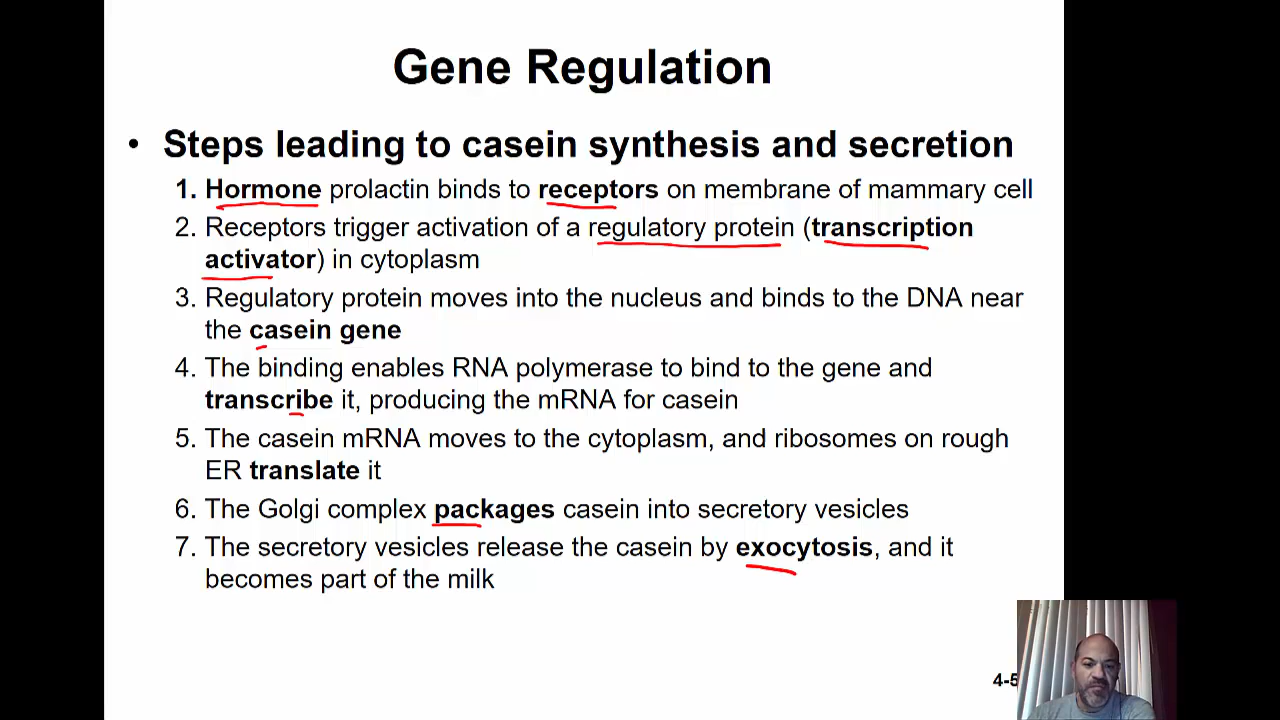 Gene Regulation
• Steps leading to casein synthesis and secretion
1. Hormone prolactin binds to receptors on membrane of mammary cell
2. Receptors trigger activation of a regulatory protein (transcription
activator) in cytoplasm
3. Regulatory protein moves into the nucleus and binds to the DNA near
the casein gene
4. The binding enables RNA polymerase to bind to the gene and
transcribe it, producing the mRNA for casein
5. The casein mRNA moves to the cytoplasm, and ribosomes on rough
ER translate it
6. The Golgi complex packages casein into secretory vesicles
7. The secretory vesicles release the casein by exocytosis, and it
becomes part of the milk